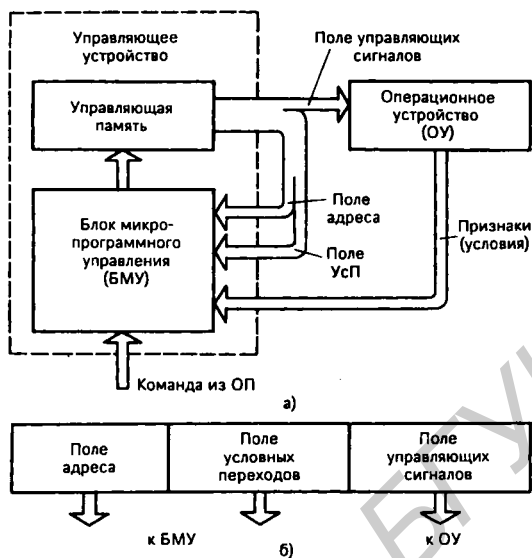 Управляющее
устройство
Поле управляющих
сигналов
Управляющая
память
Операционное
устройство
(ОУ)
Поле
адреса
Поле
УсП
Признаки
(условия)
Блок микро-
программного
управления
(БМУ)
Команда из ОП
а)
Поле
адреса
Поле
условных
переходов
Поле
управляющих
сигналов
к БМУ
к ОУ
б)